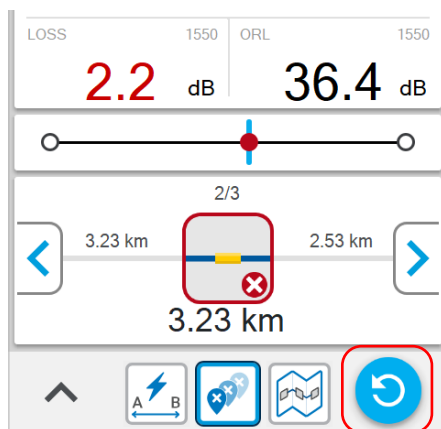 LOSS 1550 ORL 1550
2.2 dB 36.4 dB
2/3
3.23 km 2.53 km
3.23 km
A B